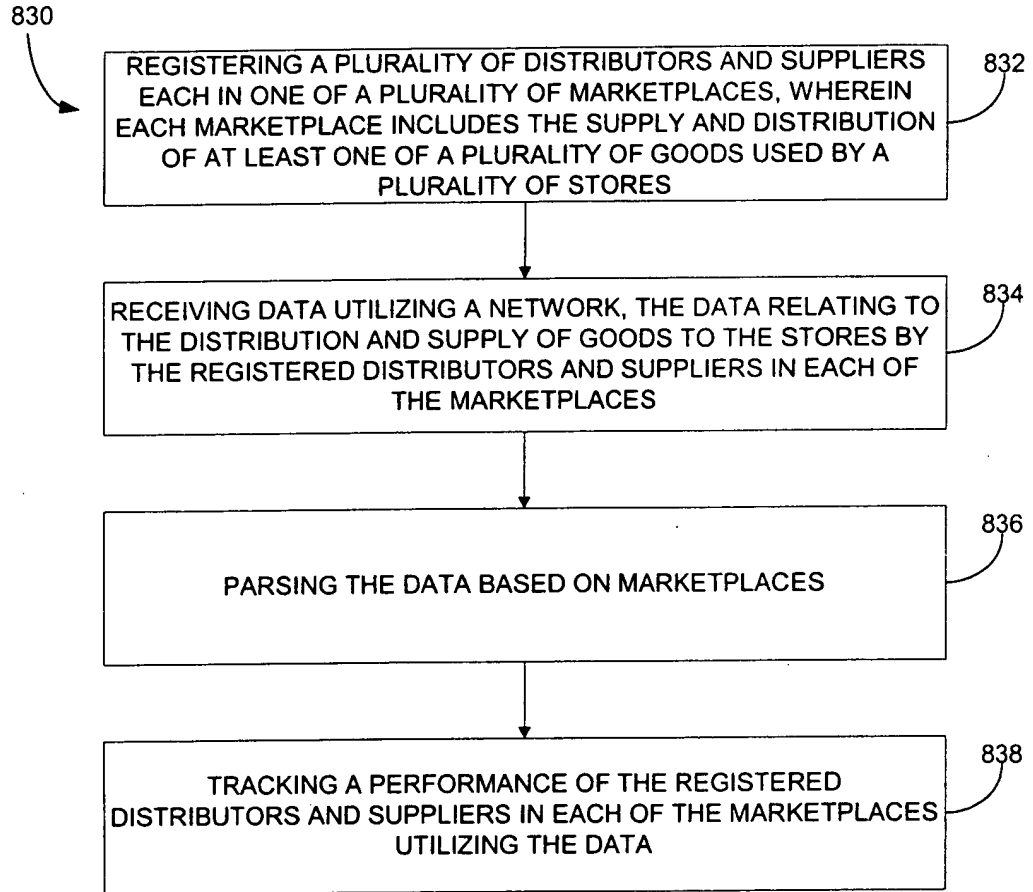 830
REGISTERING A PLURALITY OF DISTRIBUTORS AND SUPPLIERS
EACH IN ONE OF A PLURALITY OF MARKETPLACES, WHEREIN
EACH MARKETPLACE INCLUDES THE SUPPLY AND DISTRIBUTION
OF AT LEAST ONE OF A PLURALITY OF GOODS USED BY A
PLURALITY OF STORES
832
RECEIVING DATA UTILIZING A NETWORK, THE DATA RELATING TO
THE DISTRIBUTION AND SUPPLY OF GOODS TO THE STORES BY
THE REGISTERED DISTRIBUTORS AND SUPPLIERS IN EACH OF
THE MARKETPLACES
834
PARSING THE DATA BASED ON MARKETPLACES
836
TRACKING A PERFORMANCE OF THE REGISTERED
DISTRIBUTORS AND SUPPLIERS IN EACH OF THE MARKETPLACES
UTILIZING THE DATA
838